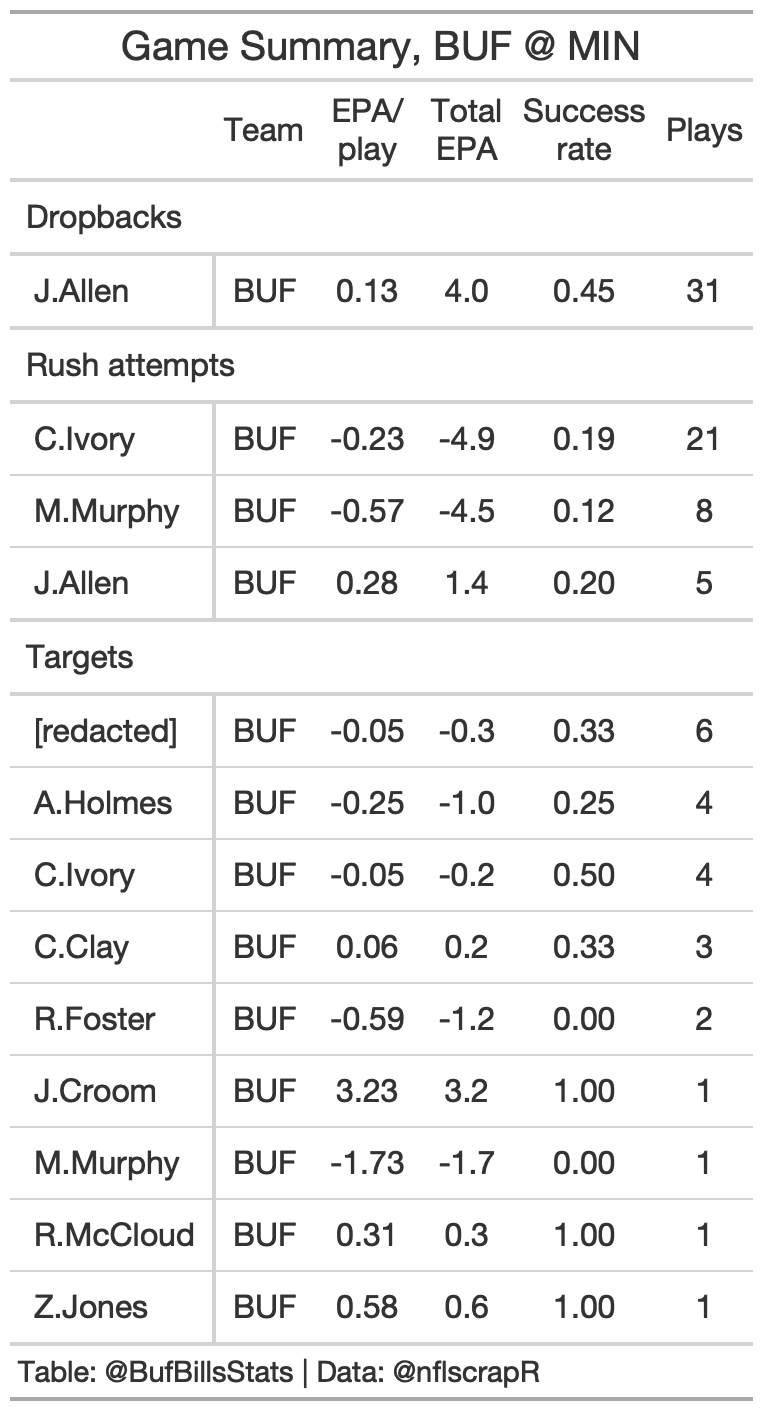 Game Summary, BUF @ MIN
Team EPA/play Total EPA Success rate Plays
Dropbacks
J.Allen BUF 0.13 4.0 0.45 31
Rush attempts
C.Ivory BUF -0.23 -4.9 0.19 21
M.Murphy BUF -0.57 -4.5 0.12 8
J.Allen BUF 0.28 1.4 0.20 5
Targets
[redacted] BUF -0.05 -0.3 0.33 6
A.Holmes BUF -0.25 -1.0 0.25 4
C.Ivory BUF -0.05 -0.2 0.50 4
C.Clay BUF 0.06 0.2 0.33 3
R.Foster BUF -0.59 -1.2 0.00 2
J.Croom BUF 3.23 3.2 1.00 1
M.Murphy BUF -1.73 -1.7 0.00 1
R.McCloud BUF 0.31 0.3 1.00 1
Z.Jones BUF 0.58 0.6 1.00 1
Table: @BufBillsStats | Data: @nflscrapR